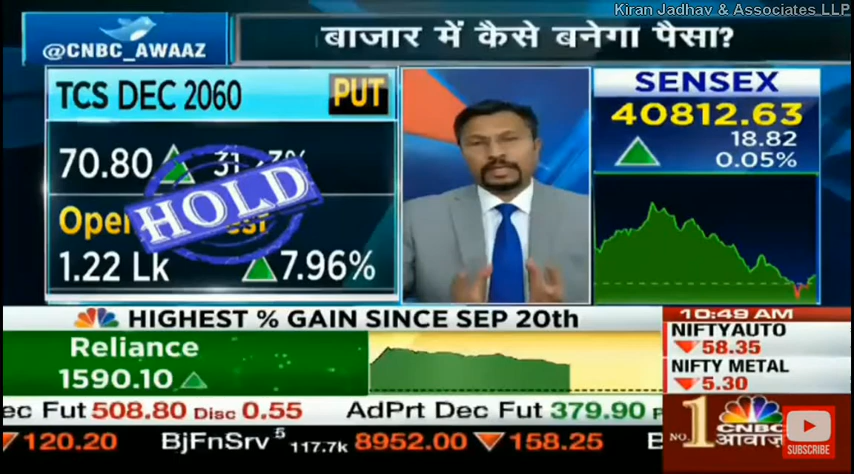 Kiran Jadhav & Associates LLP
@CNBC_AWAAZ
बाजार में कैसे बनेगा पैसा?
TCS DEC 2060 PUT
70.80
HOLD
1.22 Lk 7.96%
SENSEX
40812.63
18.82
0.05%
HIGHEST % GAIN SINCE SEP 20th
Reliance
1590.10
10:49 AM
NIFTYAUTO
58.35
NIFTY METAL
5.30
ec Fut 508.80 Disc 0.55 AdPrt Dec Fut 379.90 P
120.20 BjFnSrv 5 117.7k 8952.00 158.25 B
NO. 1 CNBC आवाज़
SUBSCRIBE